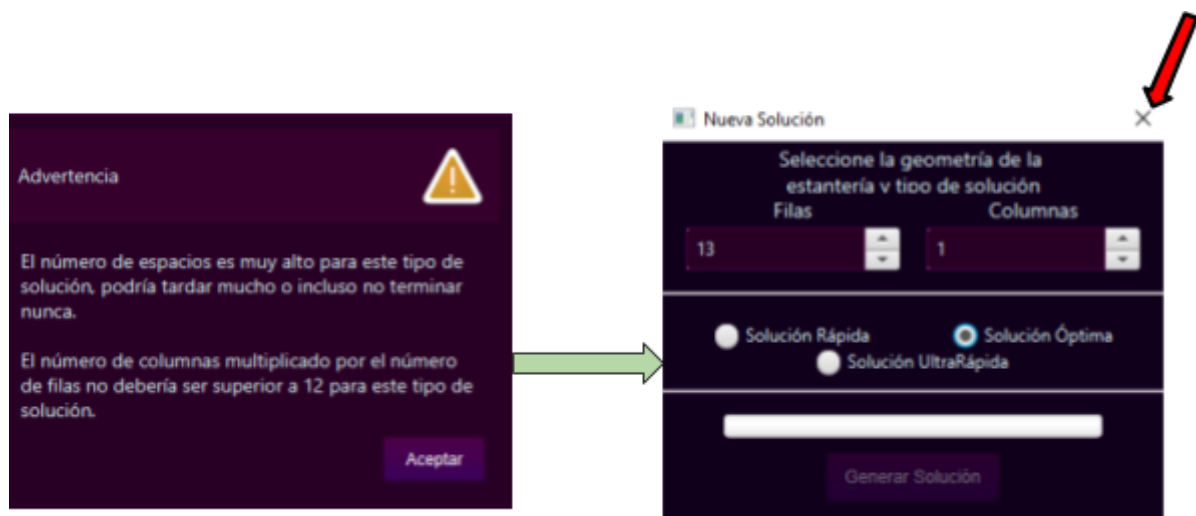 Advertencia
El número de espacios es muy alto para este tipo de
solución, podría tardar mucho o incluso no terminar
nunca.
El número de columnas multiplicado por el número
de filas no debería ser superior a 12 para este tipo de
solución.
Aceptar
Nueva Solución
Seleccione la geometría de la
estantería y tipo de solución
Filas
Columnas
13
1
Solución Rápida
Solución Óptima
Solución UltraRápida
Generar Solución